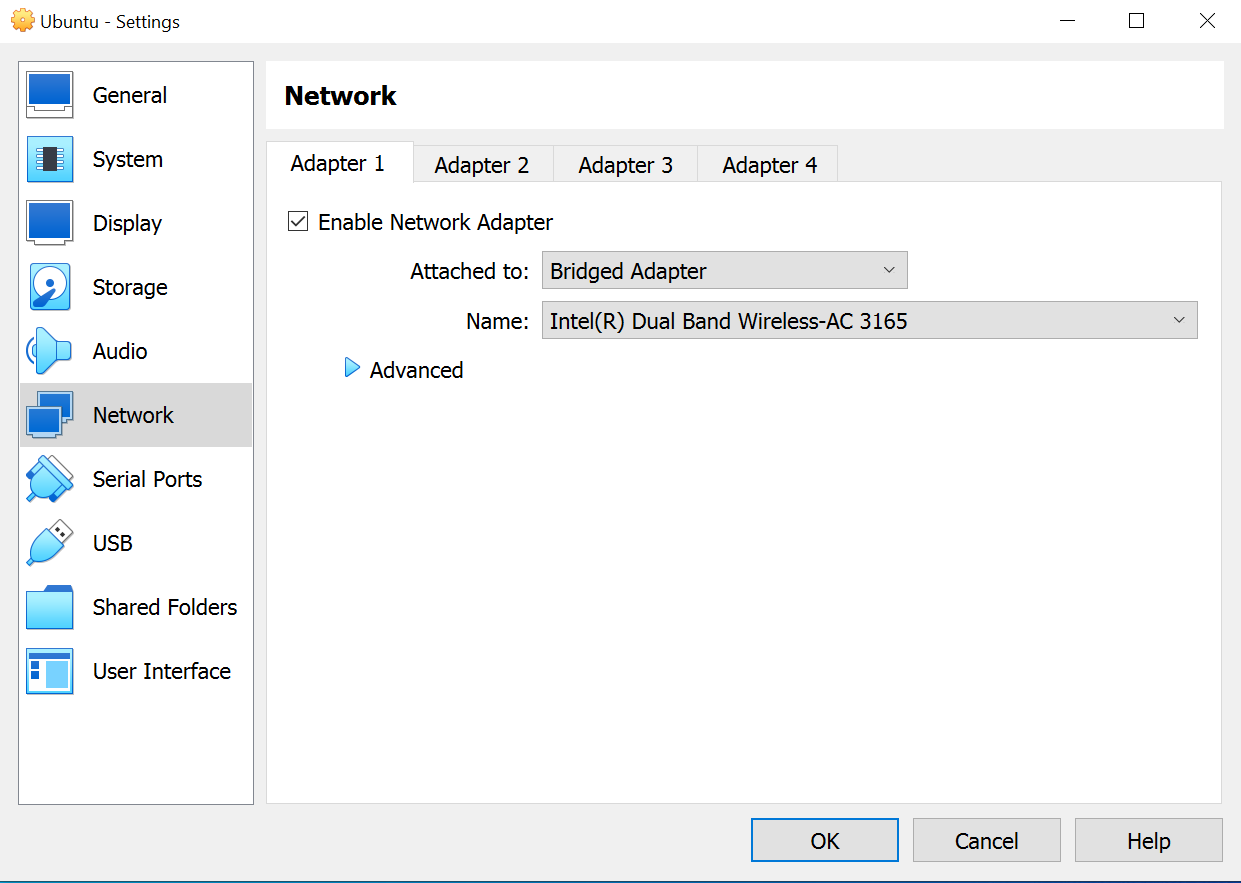 Ubuntu - Settings
General
System
Display
Storage
Audio
Network
Serial Ports
USB
Shared Folders
User Interface
Network
Adapter 1 Adapter 2 Adapter 3 Adapter 4
Enable Network Adapter
Attached to: Bridged Adapter
Name: Intel(R) Dual Band Wireless-AC 3165
Advanced
OK Cancel Help